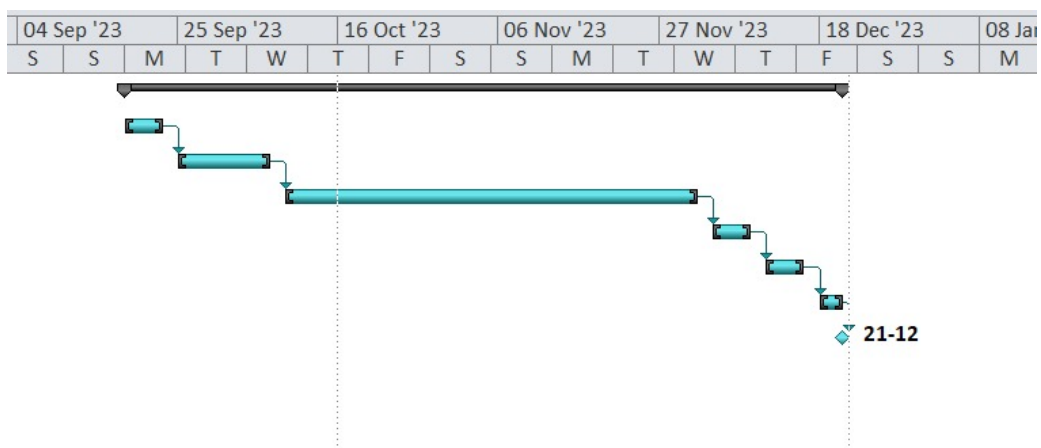 04 Sep '23 25 Sep '23 16 Oct '23 06 Nov '23 27 Nov '23 18 Dec '23 08 Jan
S S M T W T F S S M T W T F S S M
21-12